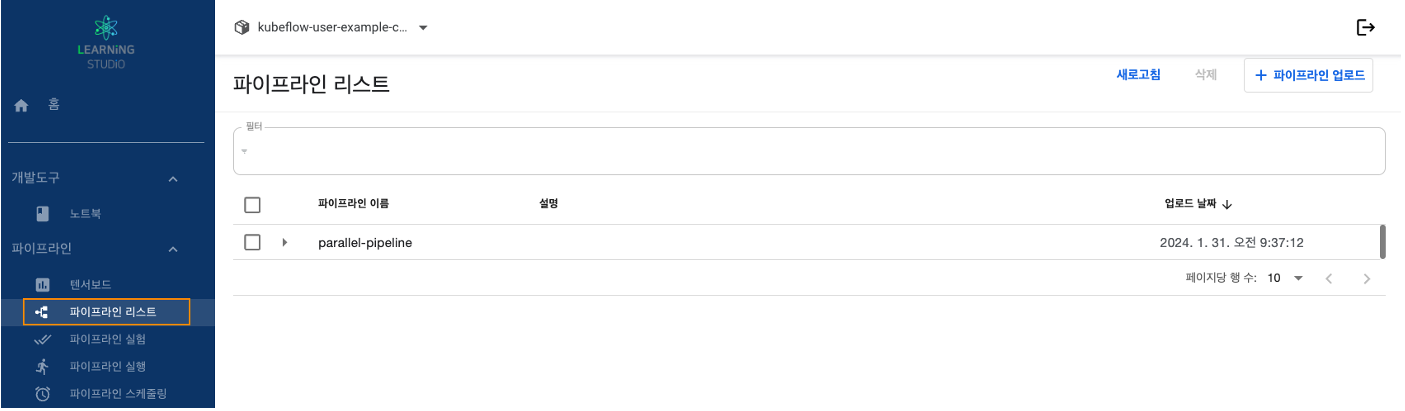 LEARNiNG
STUDiO
홈
개발도구
노트북
파이프라인
텐서보드
파이프라인 리스트
파이프라인 실험
파이프라인 실행
파이프라인 스케줄링
kubeflow-user-example-c...
파이프라인 리스트
새로고침 삭제 + 파이프라인 업로드
필터
파이프라인 이름 설명 업로드 날짜
parallel-pipeline 2024. 1. 31. 오전 9:37:12
페이지당 행 수: 10